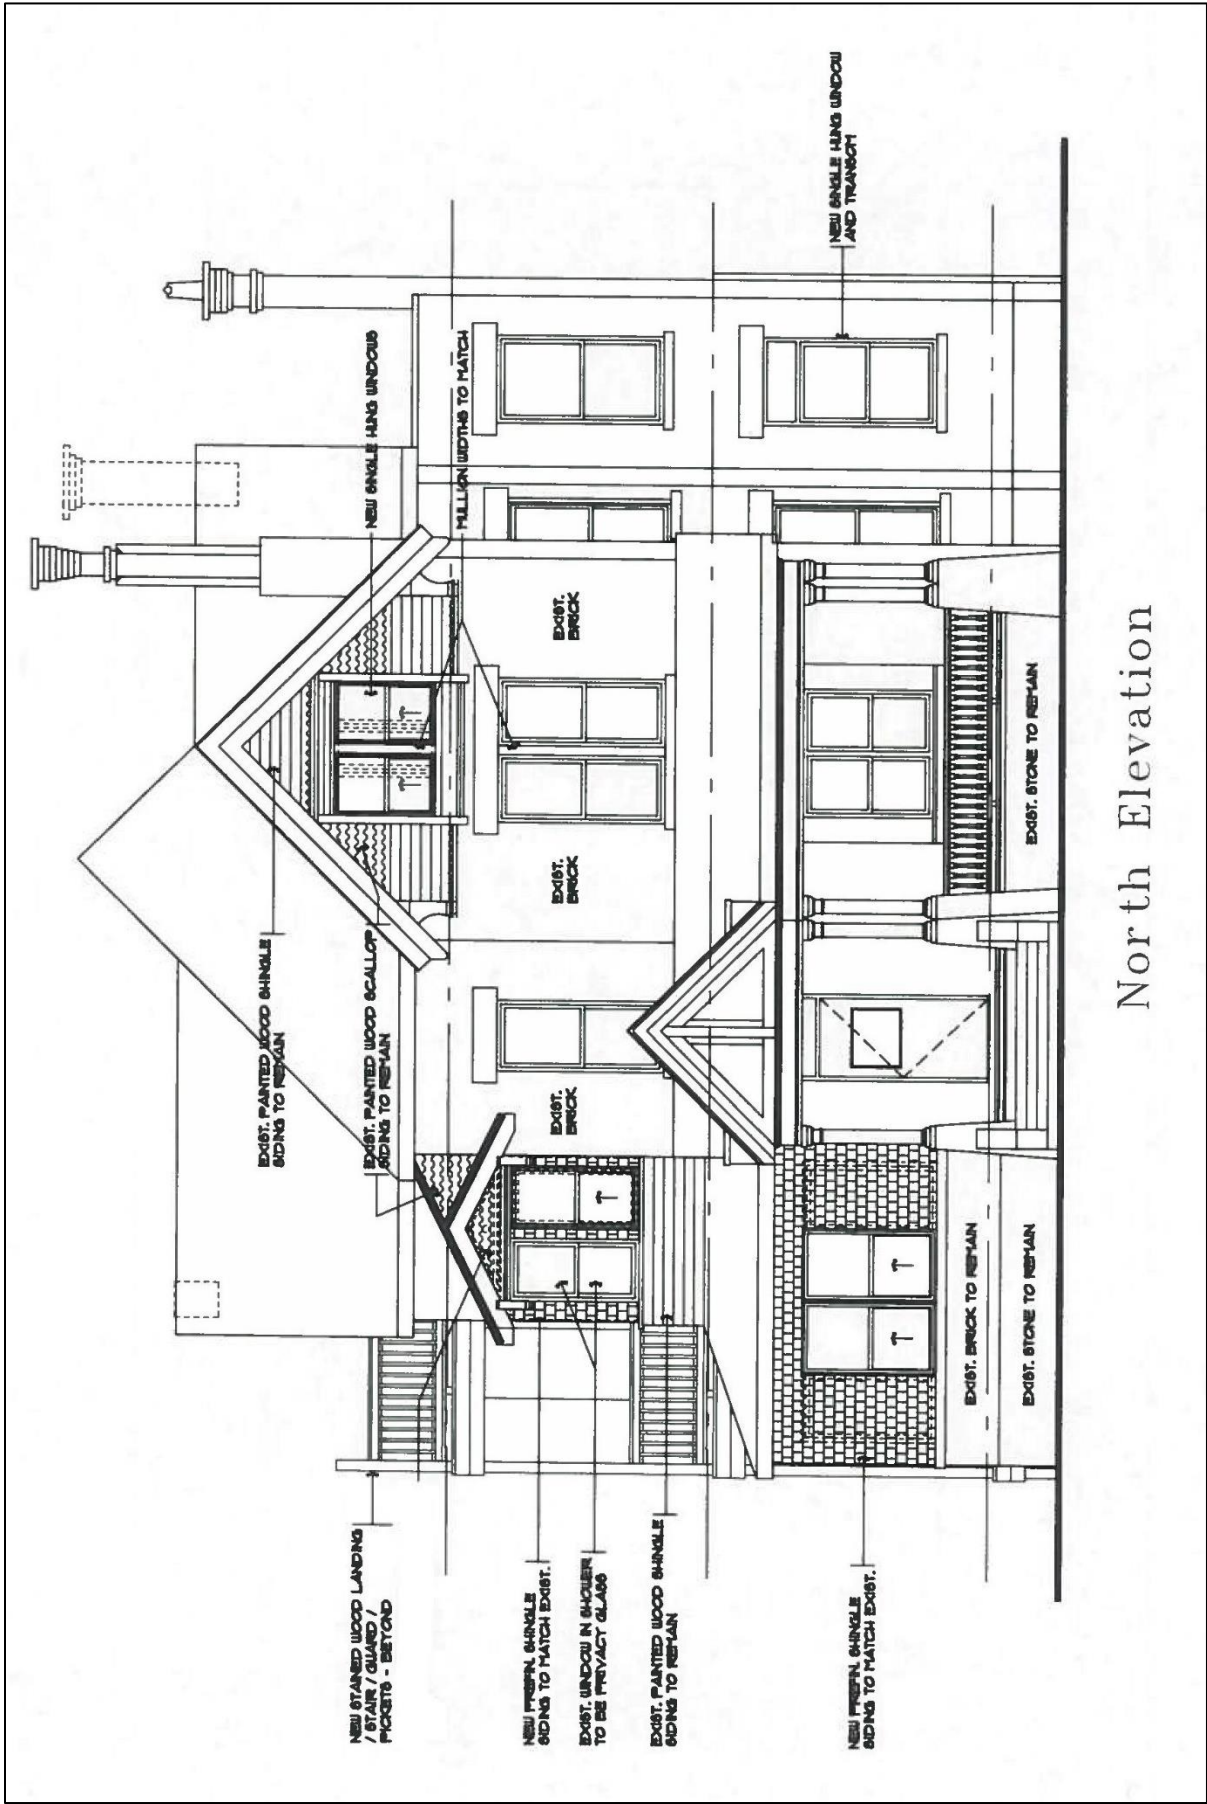 NEW STAINED WOOD LANDING
/ STAIR / GUARD /
PICKETS - BEYOND
NEW PREFIN. SHINGLE
SIDING TO MATCH EXIST.
EXIST. WINDOW IN SHOWER
TO BE PRIVACY GLASS
EXIST. PAINTED WOOD SHINGLE
SIDING TO REMAIN
NEW PREFIN. SHINGLE
SIDING TO MATCH EXIST.
EXIST. PAINTED WOOD SHINGLE
SIDING TO REMAIN
EXIST. PAINTED WOOD SCALLOP
SIDING TO REMAIN
NEW SINGLE HUNG WINDOWS
MULLION WIDTHS TO MATCH
EXIST.
BRICK
EXIST.
BRICK
EXIST.
BRICK
NEW SINGLE HUNG WINDOW
AND TRANSOM
EXIST. BRICK TO REMAIN
EXIST. STONE TO REMAIN
EXIST. STONE TO REMAIN
North Elevation